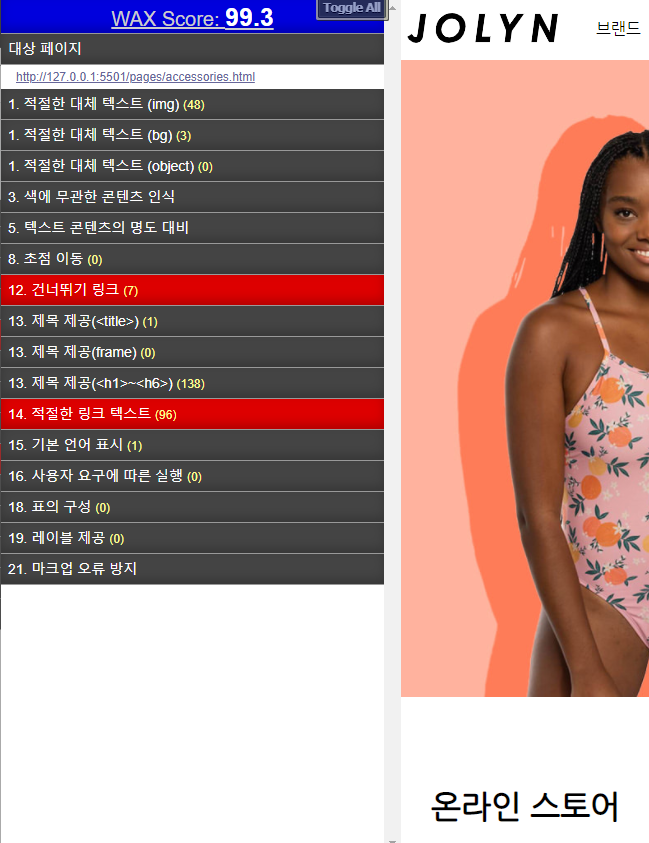 WAX Score: 99.3
Toggle All
대상 페이지
http://127.0.0.1:5501/pages/accessories.html
1. 적절한 대체 텍스트 (img) (48)
1. 적절한 대체 텍스트 (bg) (3)
1. 적절한 대체 텍스트 (object) (0)
3. 색에 무관한 콘텐츠 인식
5. 텍스트 콘텐츠의 명도 대비
8. 초점 이동 (0)
12. 건너뛰기 링크 (7)
13. 제목 제공(<title>) (1)
13. 제목 제공(frame) (0)
13. 제목 제공(<h1>~<h6>) (138)
14. 적절한 링크 텍스트 (96)
15. 기본 언어 표시 (1)
16. 사용자 요구에 따른 실행 (0)
18. 표의 구성 (0)
19. 레이블 제공 (0)
21. 마크업 오류 방지
JOLYN
브랜드
온라인 스토어